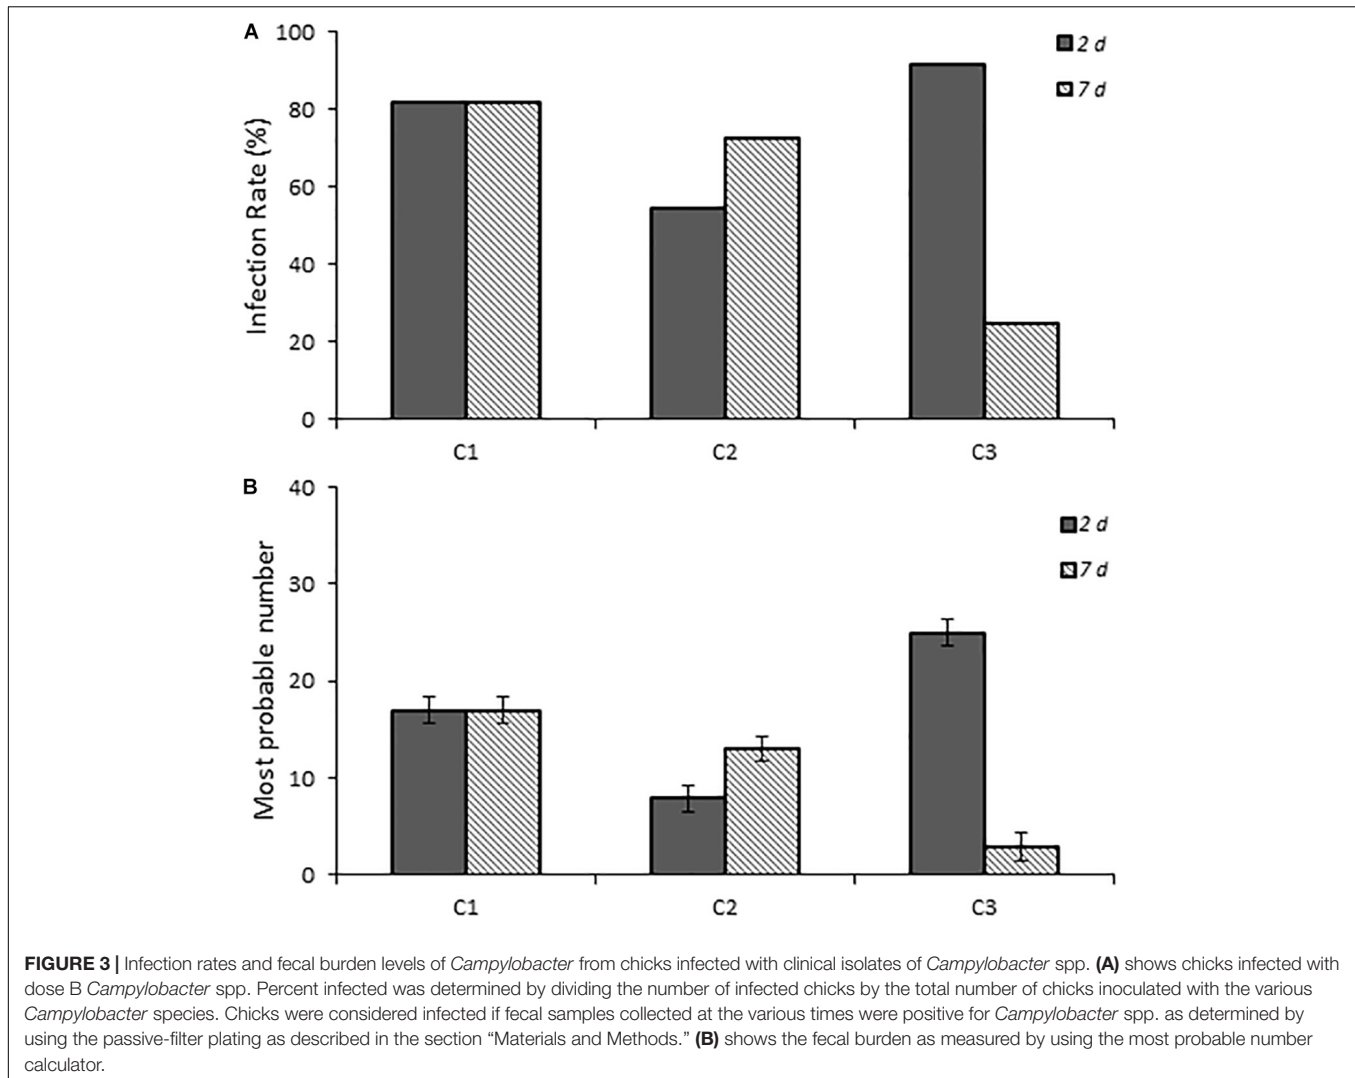 A
100
80
60
40
20
0
Infection Rate (%)
2 d
7 d
C1 C2 C3
B
40
30
20
10
0
Most probable number
2 d
7 d
C1 C2 C3
FIGURE 3 | Infection rates and fecal burden levels of Campylobacter from chicks infected with clinical isolates of Campylobacter spp. (A) shows chicks infected with
dose B Campylobacter spp. Percent infected was determined by dividing the number of infected chicks by the total number of chicks inoculated with the various
Campylobacter species. Chicks were considered infected if fecal samples collected at the various times were positive for Campylobacter spp. as determined by
using the passive-filter plating as described in the section “Materials and Methods.” (B) shows the fecal burden as measured by using the most probable number
calculator.